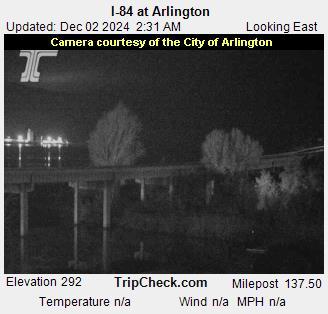 I-84 at Arlington
Updated: Dec 02 2024 2:31 AM Looking East
Camera courtesy of the City of Arlington
Elevation 292 TripCheck.com Milepost 137.50
Temperature n/a Wind n/a MPH n/a